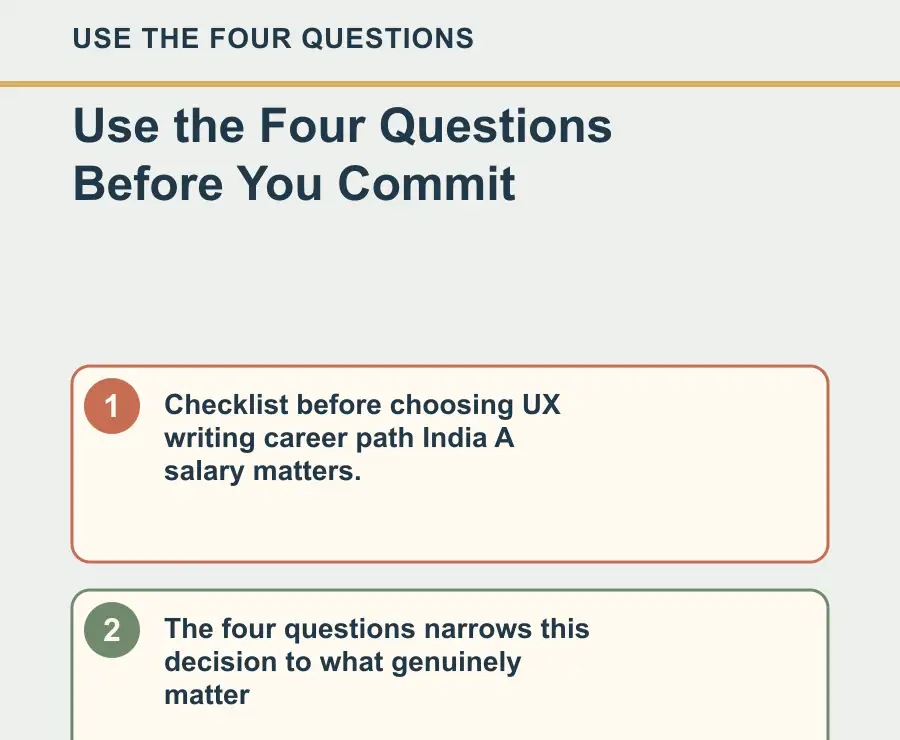 USE THE FOUR QUESTIONS
Use the Four Questions
Before You Commit
1
Checklist before choosing UX
writing career path India A
salary matters.
2
The four questions narrows this
decision to what genuinely
matter